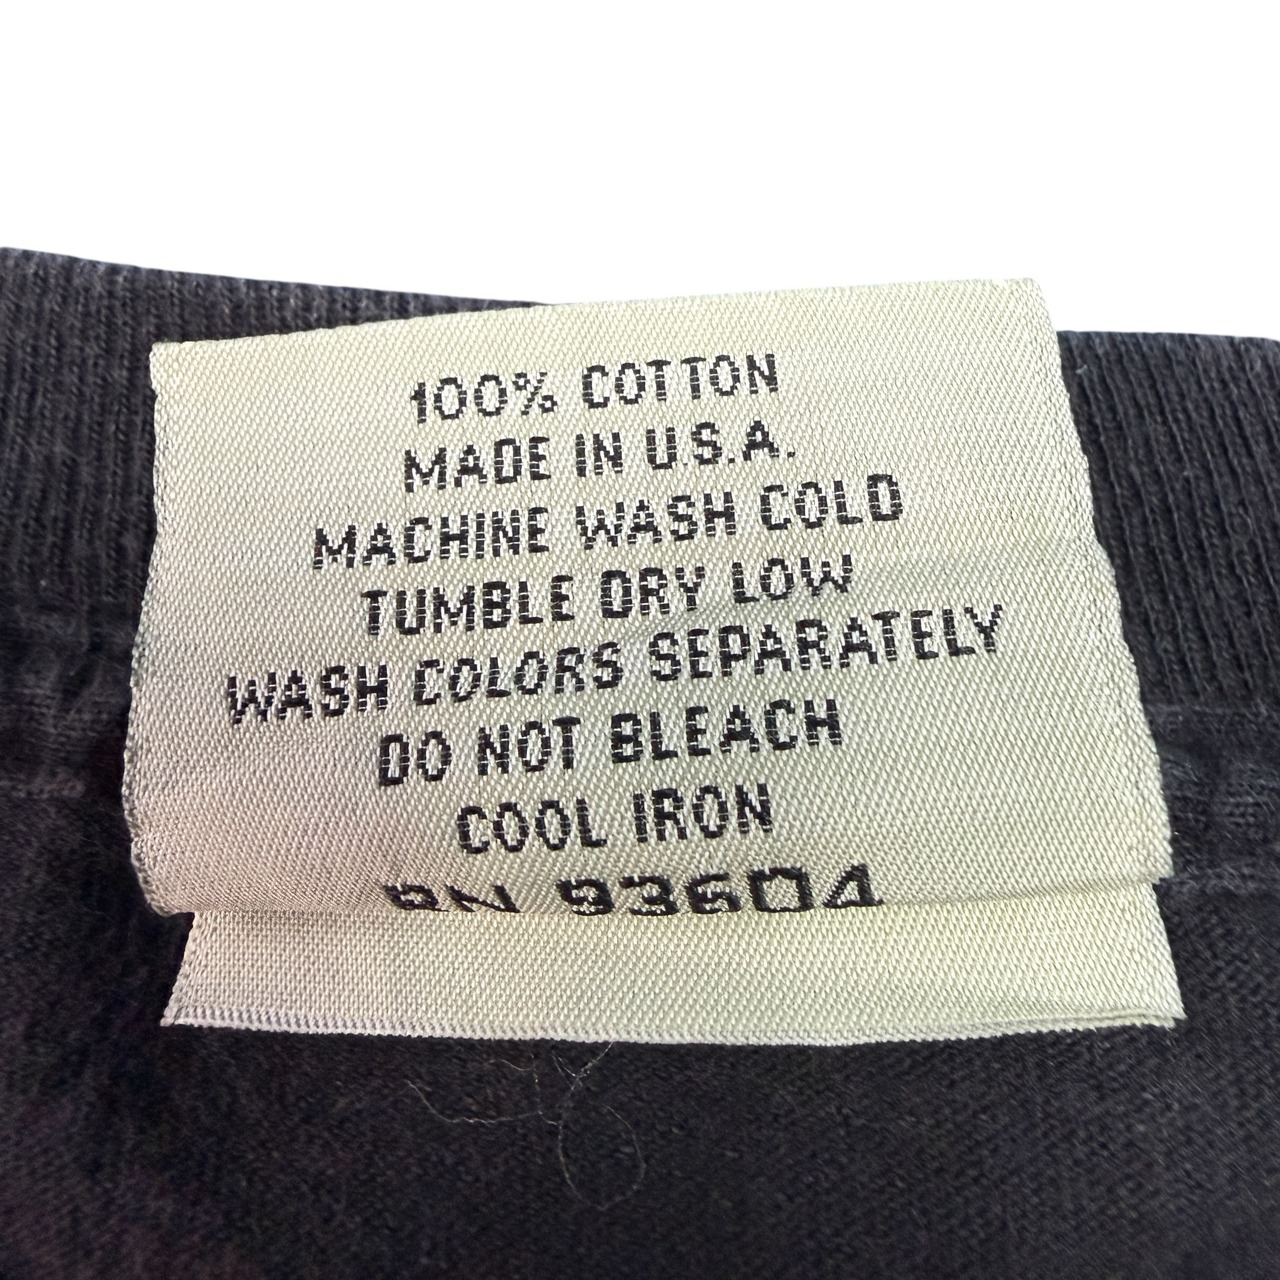 100% COTTON
MADE IN U.S.A.
MACHINE WASH COLD
TUMBLE DRY LOW
WASH COLORS SEPARATELY
DO NOT BLEACH
COOL IRON
RN 93604